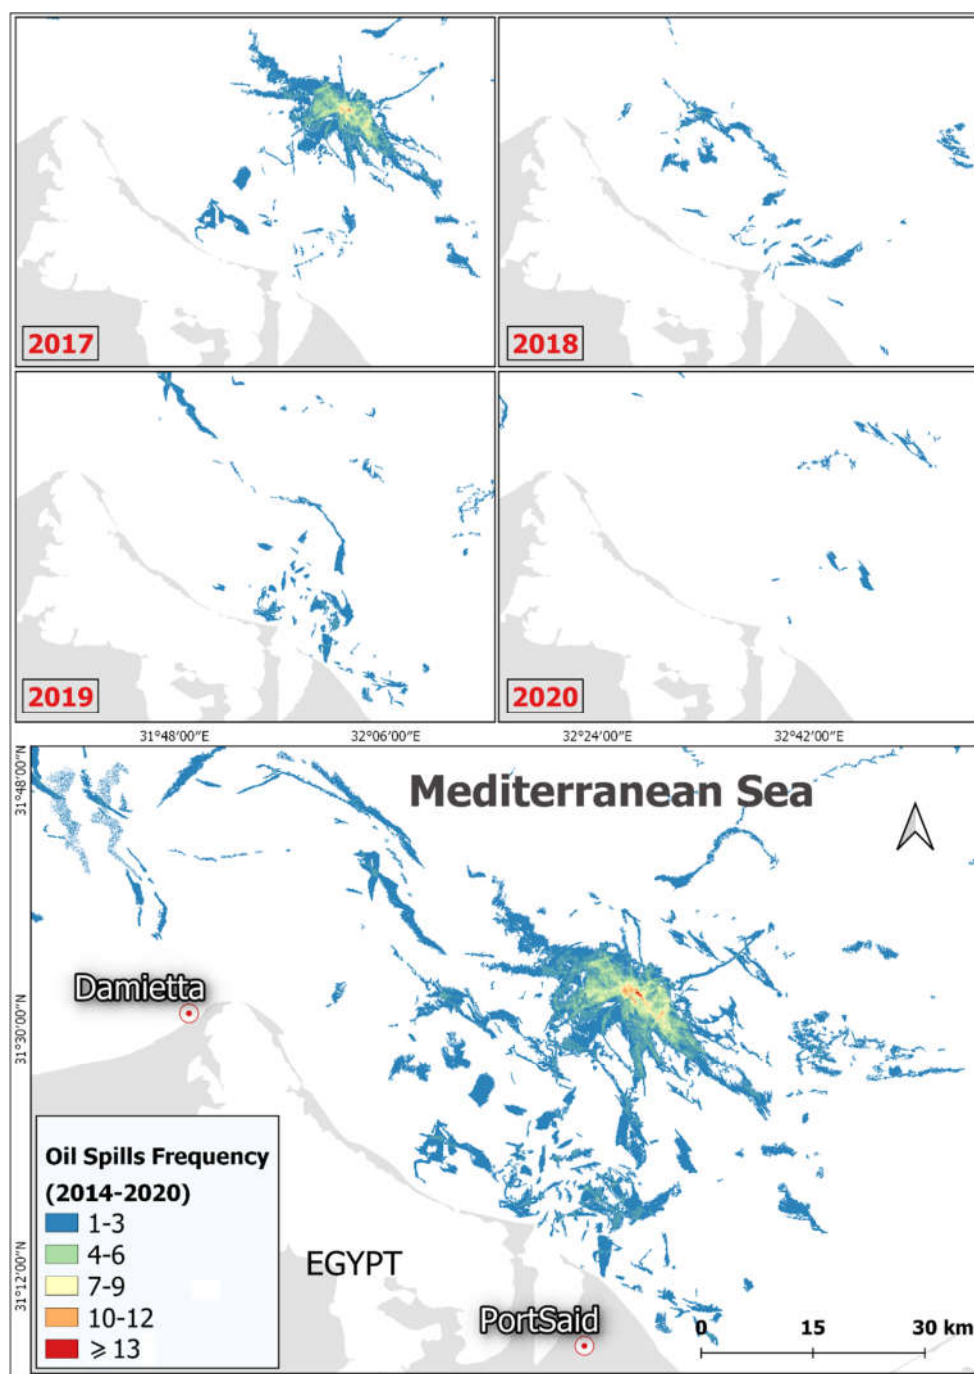 2017
2018
2019
2020
31°48'00"E
32°06'00"E
32°24'00"E
32°42'00"E
31°48'00"N
Mediterranean Sea
Damietta
31°30'00"N
Oil Spills Frequency
(2014-2020)
1-3
4-6
7-9
10-12
⩾ 13
31°12'00"N
EGYPT
PortSaid
0 15 30 km